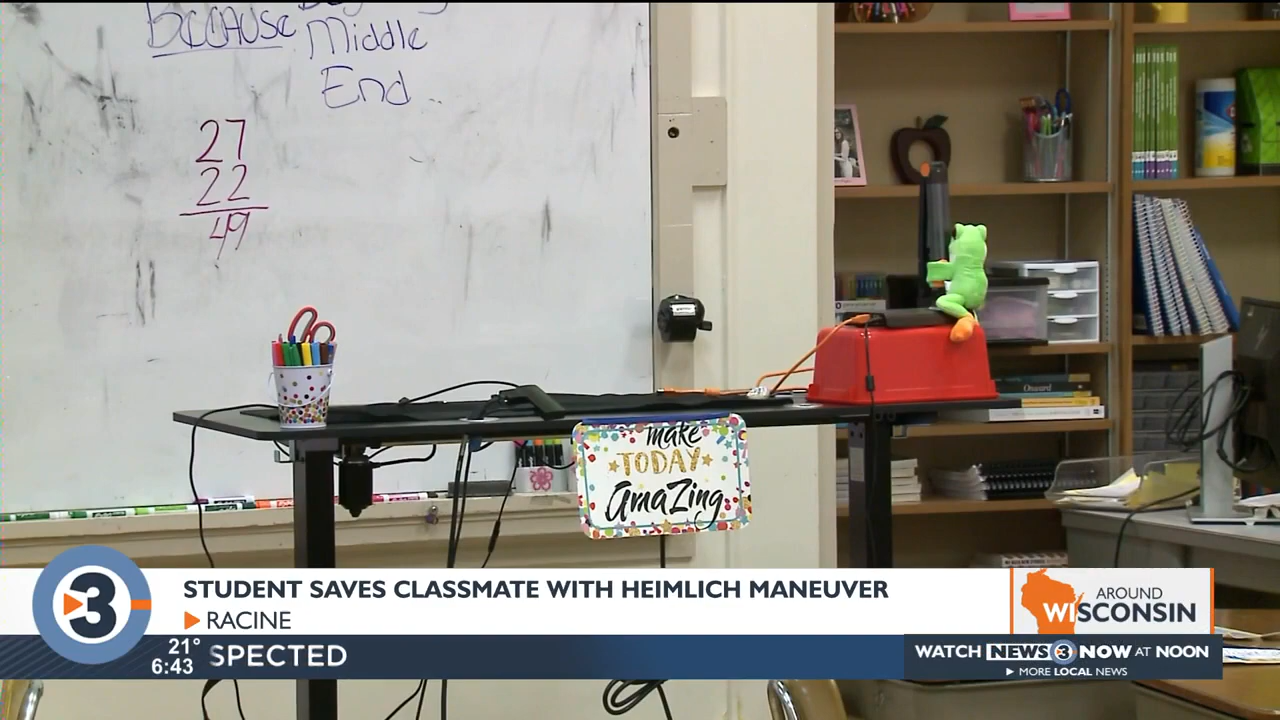 BECAUSE
Middle
End
27
22
49
make
TODAY
amaZing
Onward
3
STUDENT SAVES CLASSMATE WITH HEIMLICH MANEUVER
RACINE
AROUND
WISCONSIN
21°
6:43
SPECTED
WATCH NEWS 3 NOW AT NOON
MORE LOCAL NEWS